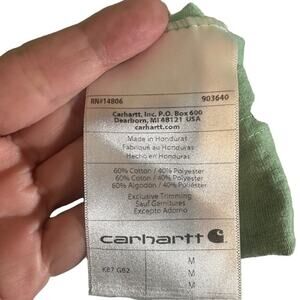 RN#14806 903640
Carhartt, Inc. P.O. Box 600
Dearborn, MI 48121 USA
carhartt.com
Made in Honduras
Fabriqué au Honduras
Hecho en Honduras
60% Cotton / 40% Polyester
60% Coton / 40% Polyester
60% Algodón / 40% Poliéster
Exclusive Trimming
Sauf Garnitures
Excepto Adorno
carhartt
M
K87 G82 M
M